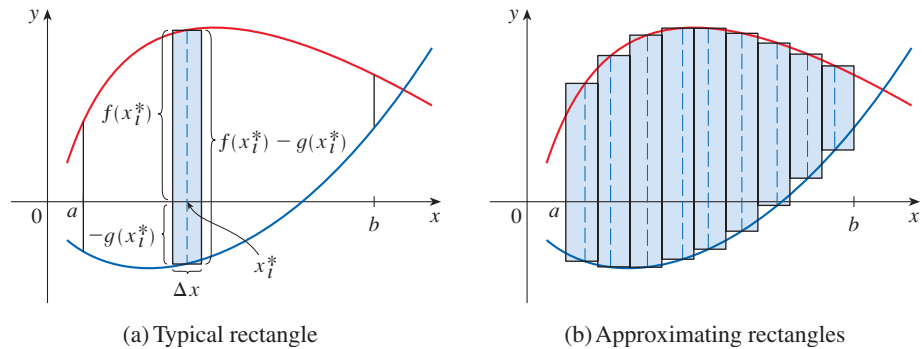 y
f(x_i^*)
f(x_i^*) − g(x_i^*)
0
a
b
x
−g(x_i^*)
x_i^*
Δx
(a) Typical rectangle
y
0
a
b
x
(b) Approximating rectangles